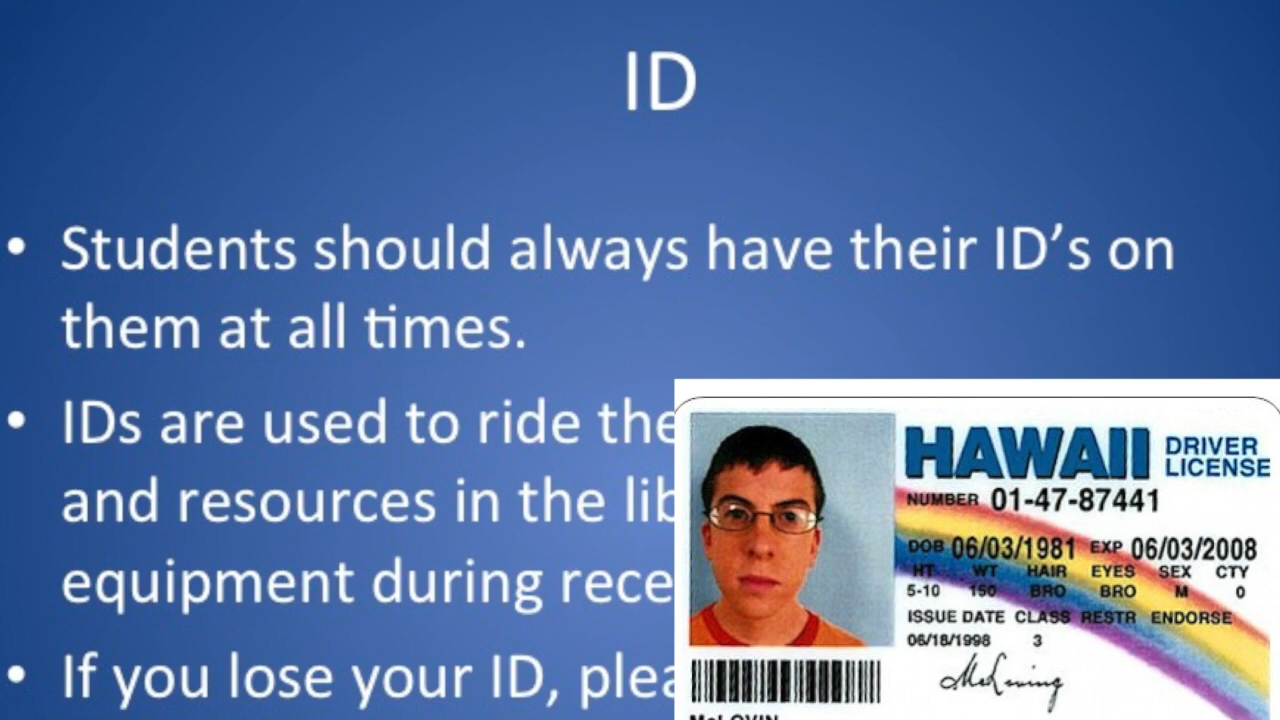 ID
• Students should always have their ID’s on
them at all times.
• IDs are used to ride the
and resources in the
equipment during
• If you lose your ID,
HAWAII DRIVER
LICENSE
NUMBER 01-47-87441
DOB 06/03/1981 EXP 06/03/2008
HT WT HAIR EYES SEX CTY
5-10 150 BRO BRO M 0
ISSUE DATE CLASS RESTR ENDORSE
06/18/1998 3
McLOVIN